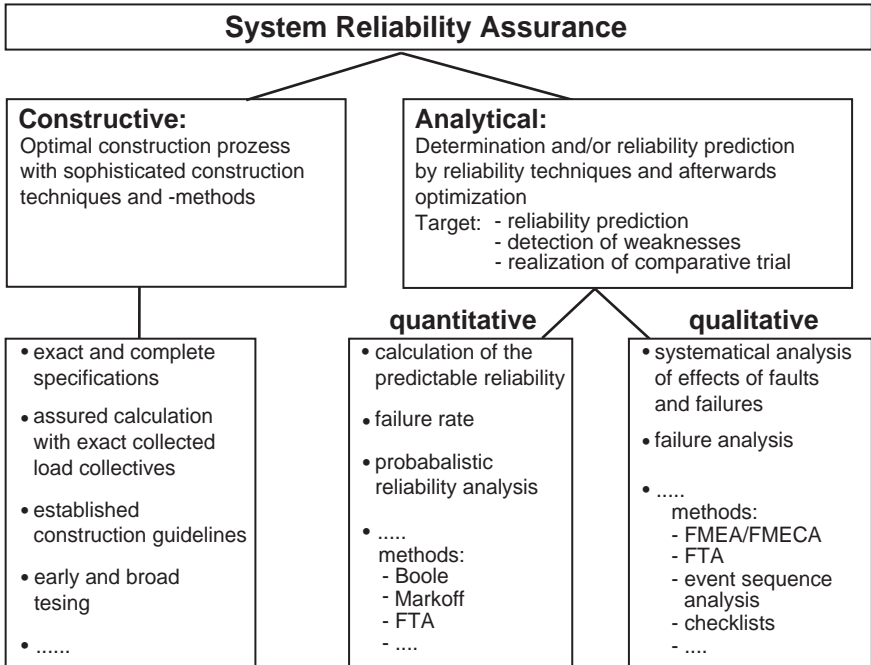 System Reliability Assurance
Constructive:
Optimal construction prozess
with sophisticated construction
techniques and -methods
Analytical:
Determination and/or reliability prediction
by reliability techniques and afterwards
optimization
Target: - reliability prediction
- detection of weaknesses
- realization of comparative trial
• exact and complete
specifications
• assured calculation
with exact collected
load collectives
• established
construction guidelines
• early and broad
tesing
• ......
quantitative
• calculation of the
predictable reliability
• failure rate
• probabalistic
reliability analysis
• .....
methods:
- Boole
- Markoff
- FTA
- ....
qualitative
• systematical analysis
of effects of faults
and failures
• failure analysis
• .....
methods:
- FMEA/FMECA
- FTA
- event sequence
analysis
- checklists
- ....